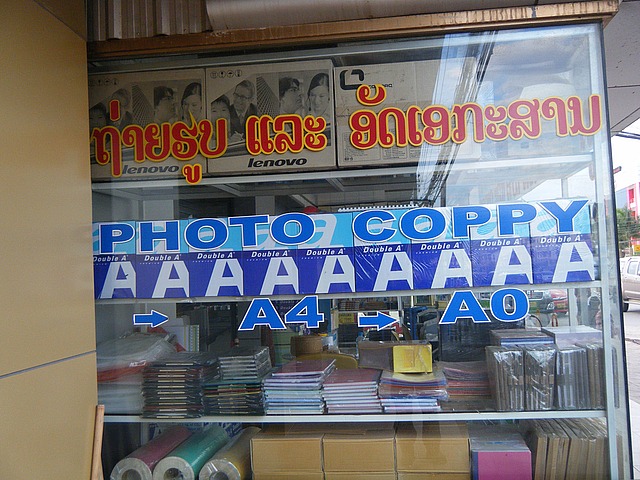 ຖ່າຍຮູບ ແລະ ອັດເອກະສານ
lenovo lenovo
PHOTO COPPY
Double A Double A Double A Double A Double A Double A Double A Double A
A A A A A A A A A
→ A4 → A0